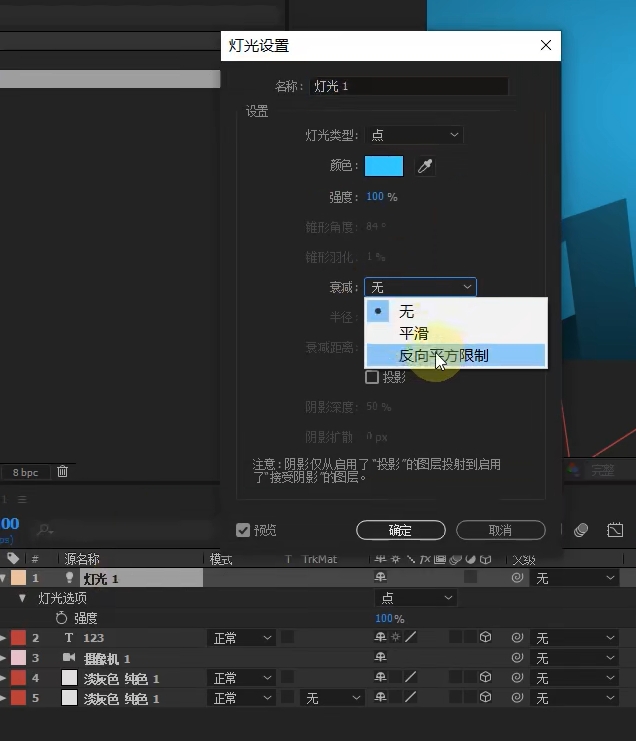 灯光设置
名称: 灯光 1
设置
灯光类型: 点
颜色:
强度: 100 %
锥形角度: 84 °
锥形羽化: 1 %
衰减: 无
无
半径:
平滑
衰减距离:
反向平方限制
投影
阴影深度: 50 %
阴影扩散 0 px
注意:阴影仅从启用了“投影”的图层投射到启用
了“接受阴影”的图层。
8 bpc
完整
1
00
预览 确定 取消
# 源名称 模式 T TrkMat 父级
1 灯光 1 无
灯光选项 点
强度 100 %
2 T 123 正常 无
3 摄像机 1 无
4 淡灰色 纯色 1 正常 无
5 淡灰色 纯色 1 正常 无 无